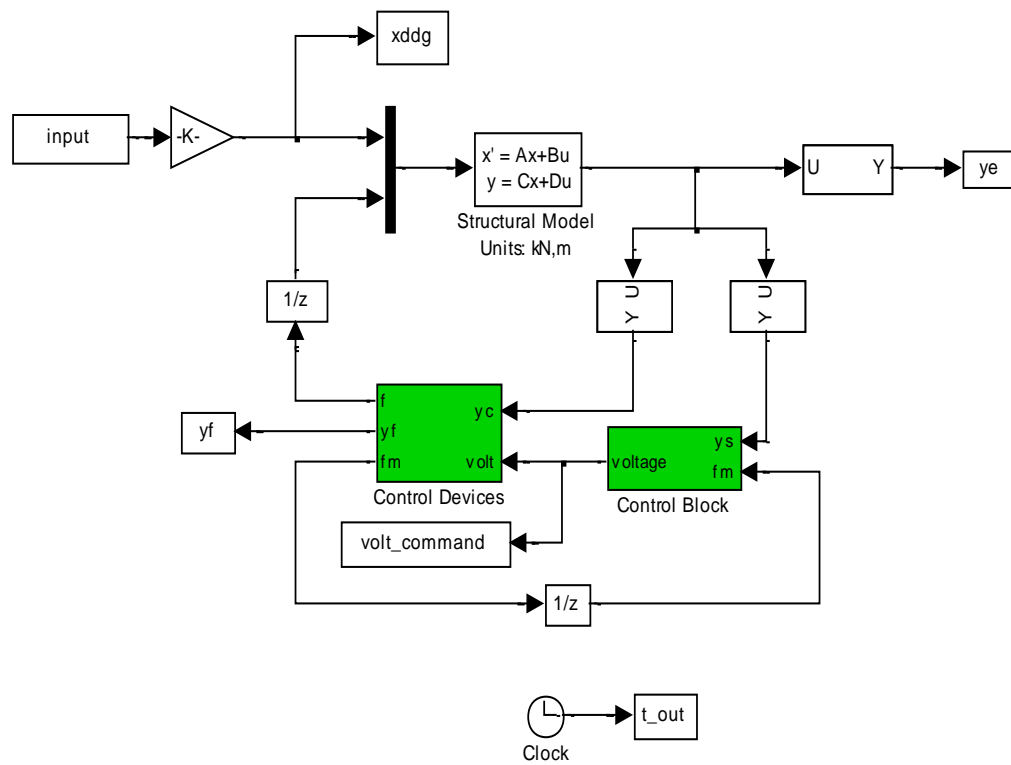 xddg
input
-K-
x' = Ax+Bu
y = Cx+Du
Structural Model
Units: kN,m
U Y
ye
1/z
Y U
Y U
f
yf
fm
yc
volt
Control Devices
yf
voltage
ys
fm
Control Block
volt_command
1/z
t_out
Clock